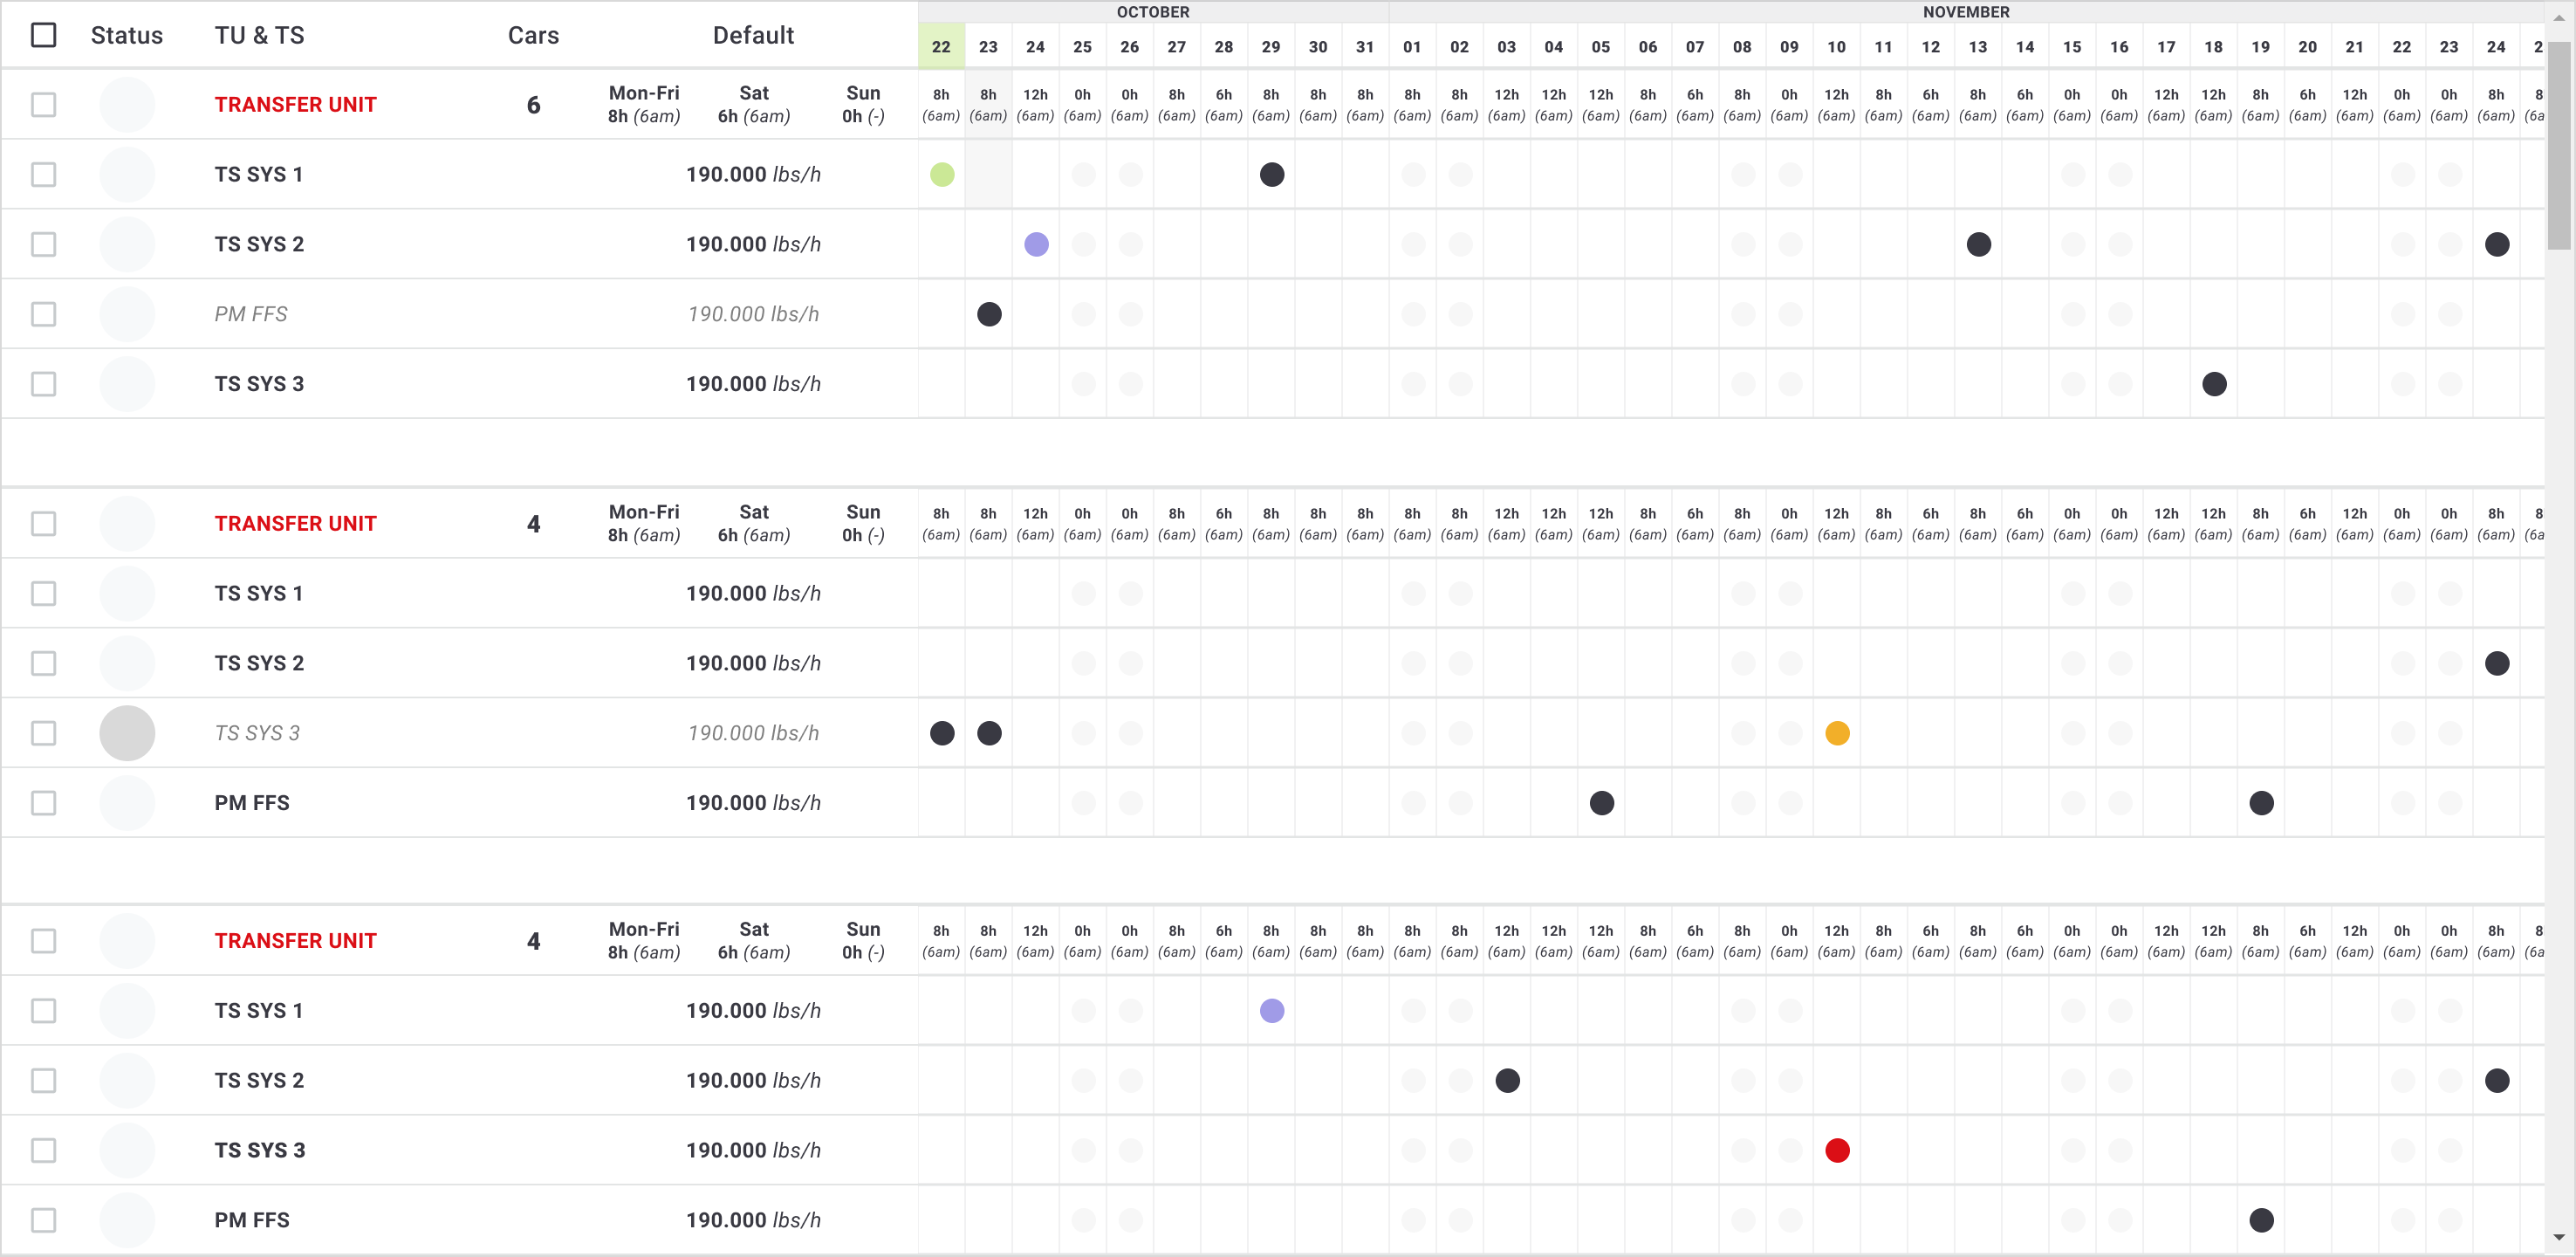 OCTOBER NOVEMBER
Status TU & TS Cars Default 22 23 24 25 26 27 28 29 30 31 01 02 03 04 05 06 07 08 09 10 11 12 13 14 15 16 17 18 19 20 21 22 23 24 2
TRANSFER UNIT 6 Mon-Fri Sat Sun 8h 8h 12h 0h 0h 8h 6h 8h 8h 8h 8h 8h 12h 12h 12h 8h 6h 8h 0h 12h 8h 6h 8h 6h 0h 0h 12h 12h 8h 6h 12h 0h 0h 8h 8
8h (6am) 6h (6am) 0h (-) (6am) (6am) (6am) (6am) (6am) (6am) (6am) (6am) (6am) (6am) (6am) (6am) (6am) (6am) (6am) (6am) (6am) (6am) (6am) (6am) (6am) (6am) (6am) (6am) (6am) (6am) (6am) (6am) (6am) (6am) (6am) (6am) (6am) (6am) (6a
TS SYS 1 190.000 lbs/h
TS SYS 2 190.000 lbs/h
PM FFS 190.000 lbs/h
TS SYS 3 190.000 lbs/h
TRANSFER UNIT 4 Mon-Fri Sat Sun 8h 8h 12h 0h 0h 8h 6h 8h 8h 8h 8h 8h 12h 12h 12h 8h 6h 8h 0h 12h 8h 6h 8h 6h 0h 0h 12h 12h 8h 6h 12h 0h 0h 8h 8
8h (6am) 6h (6am) 0h (-) (6am) (6am) (6am) (6am) (6am) (6am) (6am) (6am) (6am) (6am) (6am) (6am) (6am) (6am) (6am) (6am) (6am) (6am) (6am) (6am) (6am) (6am) (6am) (6am) (6am) (6am) (6am) (6am) (6am) (6am) (6am) (6am) (6am) (6am) (6a
TS SYS 1 190.000 lbs/h
TS SYS 2 190.000 lbs/h
TS SYS 3 190.000 lbs/h
PM FFS 190.000 lbs/h
TRANSFER UNIT 4 Mon-Fri Sat Sun 8h 8h 12h 0h 0h 8h 6h 8h 8h 8h 8h 8h 12h 12h 12h 8h 6h 8h 0h 12h 8h 6h 8h 6h 0h 0h 12h 12h 8h 6h 12h 0h 0h 8h 8
8h (6am) 6h (6am) 0h (-) (6am) (6am) (6am) (6am) (6am) (6am) (6am) (6am) (6am) (6am) (6am) (6am) (6am) (6am) (6am) (6am) (6am) (6am) (6am) (6am) (6am) (6am) (6am) (6am) (6am) (6am) (6am) (6am) (6am) (6am) (6am) (6am) (6am) (6am) (6a
TS SYS 1 190.000 lbs/h
TS SYS 2 190.000 lbs/h
TS SYS 3 190.000 lbs/h
PM FFS 190.000 lbs/h